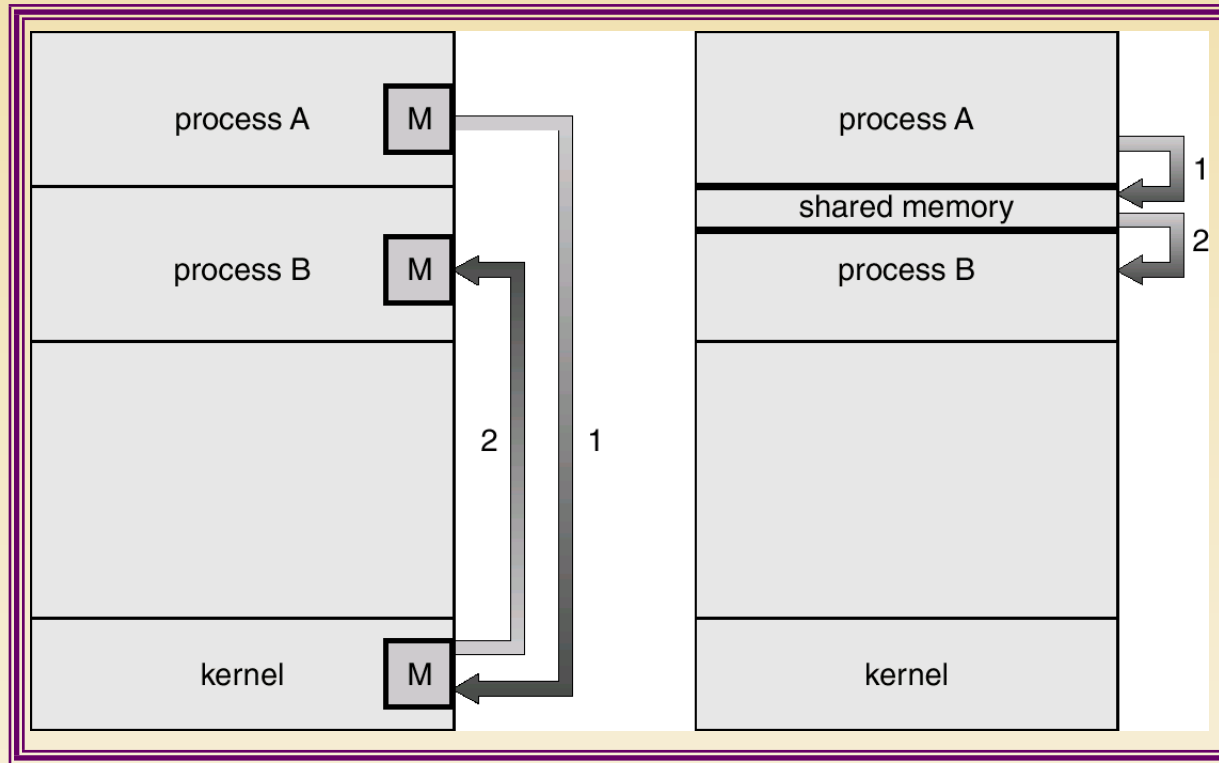 process A
M
process B
M
2
1
kernel
M
process A
1
shared memory
2
process B
kernel